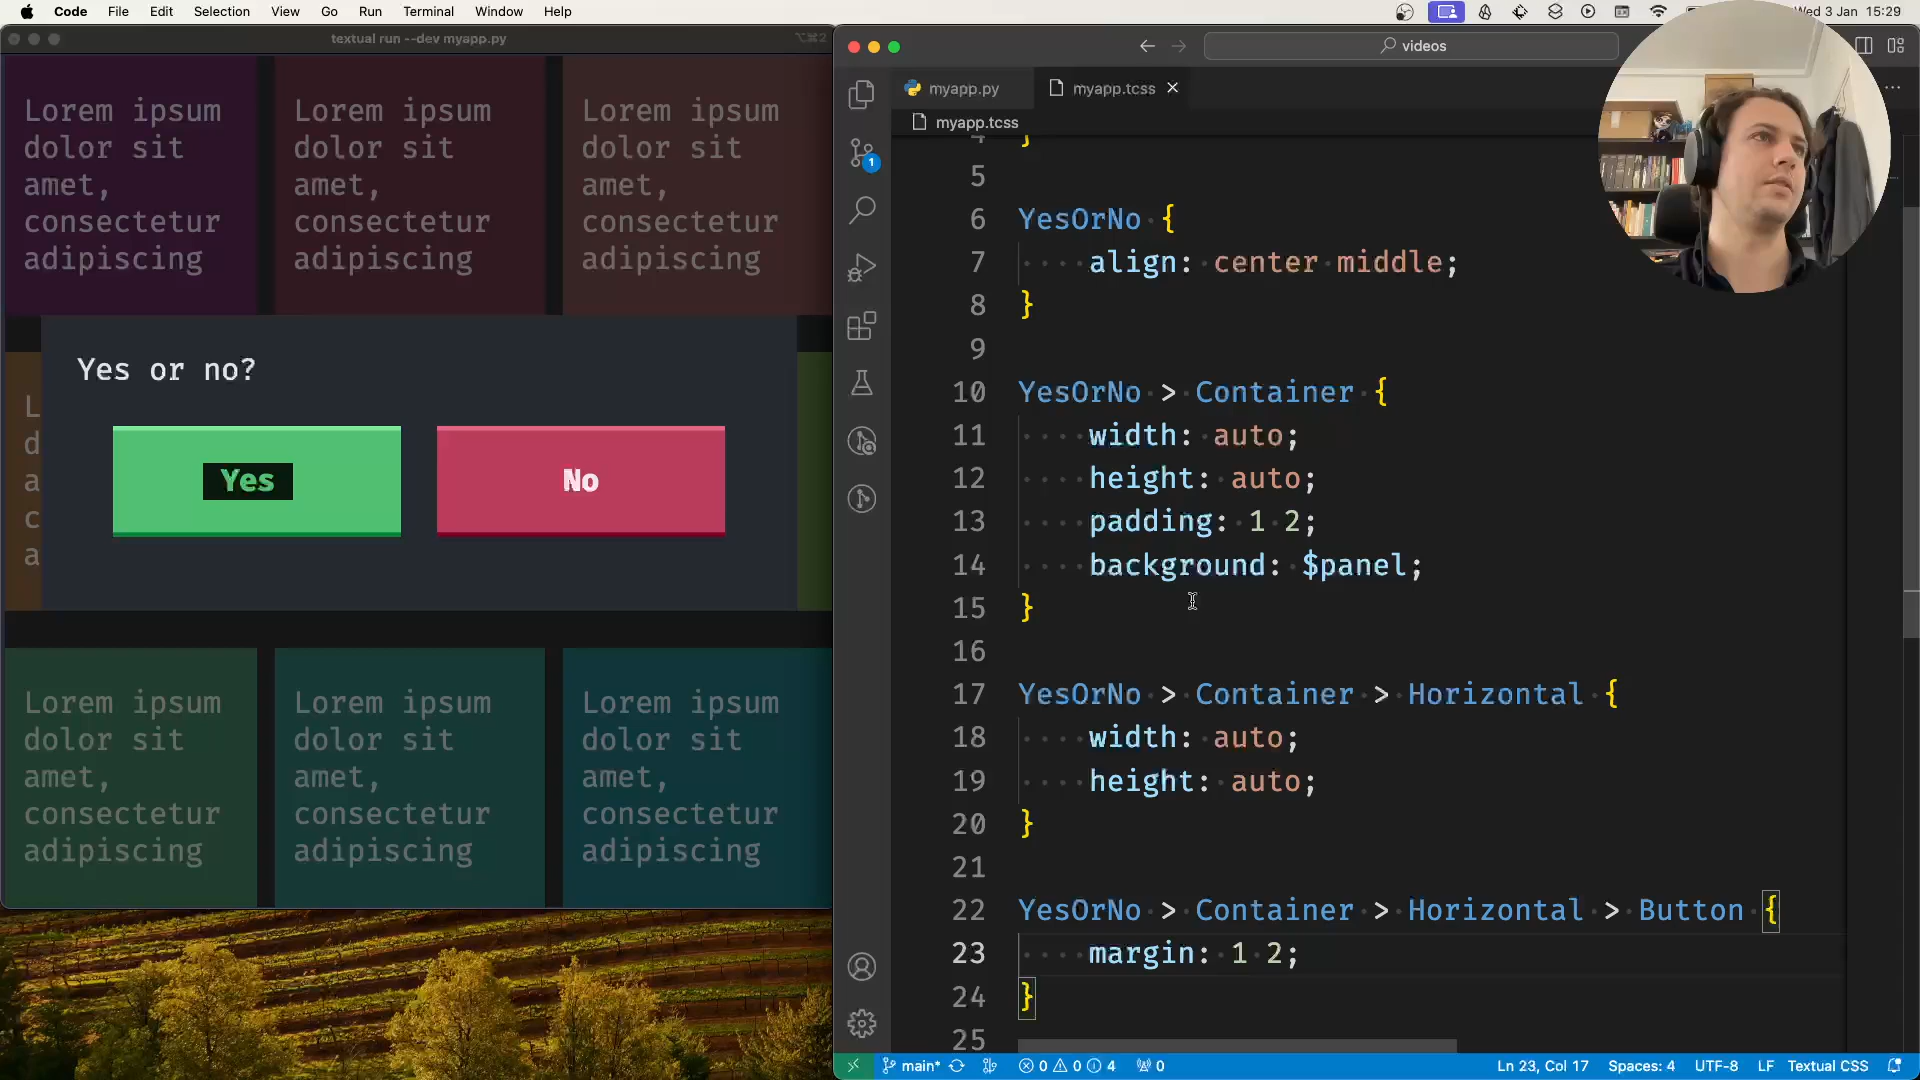 Code File Edit Selection View Go Run Terminal Window Help
Wed 3 Jan 15:29
textual run --dev myapp.py
⌥⌘2
Lorem ipsum
dolor sit
amet,
consectetur
adipiscing
Lorem ipsum
dolor sit
amet,
consectetur
adipiscing
Lorem ipsum
dolor sit
amet,
consectetur
adipiscing
L
d
a
c
a
Yes or no?
Yes
No
Lorem ipsum
dolor sit
amet,
consectetur
adipiscing
Lorem ipsum
dolor sit
amet,
consectetur
adipiscing
Lorem ipsum
dolor sit
amet,
consectetur
adipiscing
videos
myapp.py
myapp.tcss
myapp.tcss
1
4 }
5
6 YesOrNo {
7 align: center middle;
8 }
9
10 YesOrNo > Container {
11 width: auto;
12 height: auto;
13 padding: 1 2;
14 background: $panel;
15 }
16
17 YesOrNo > Container > Horizontal {
18 width: auto;
19 height: auto;
20 }
21
22 YesOrNo > Container > Horizontal > Button {
23 margin: 1 2;
24 }
25
main* 0 0 4 0 Ln 23, Col 17 Spaces: 4 UTF-8 LF Textual CSS